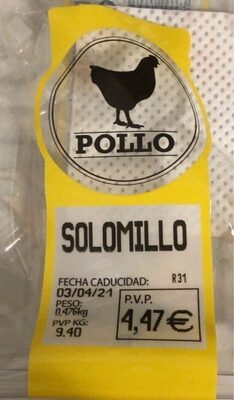 POLLO
SOLOMILLO
FECHA CADUCIDAD: R31
03/04/21
PESO: P.V.P.
0,476kg 4,47€
PVP KG:
9.40